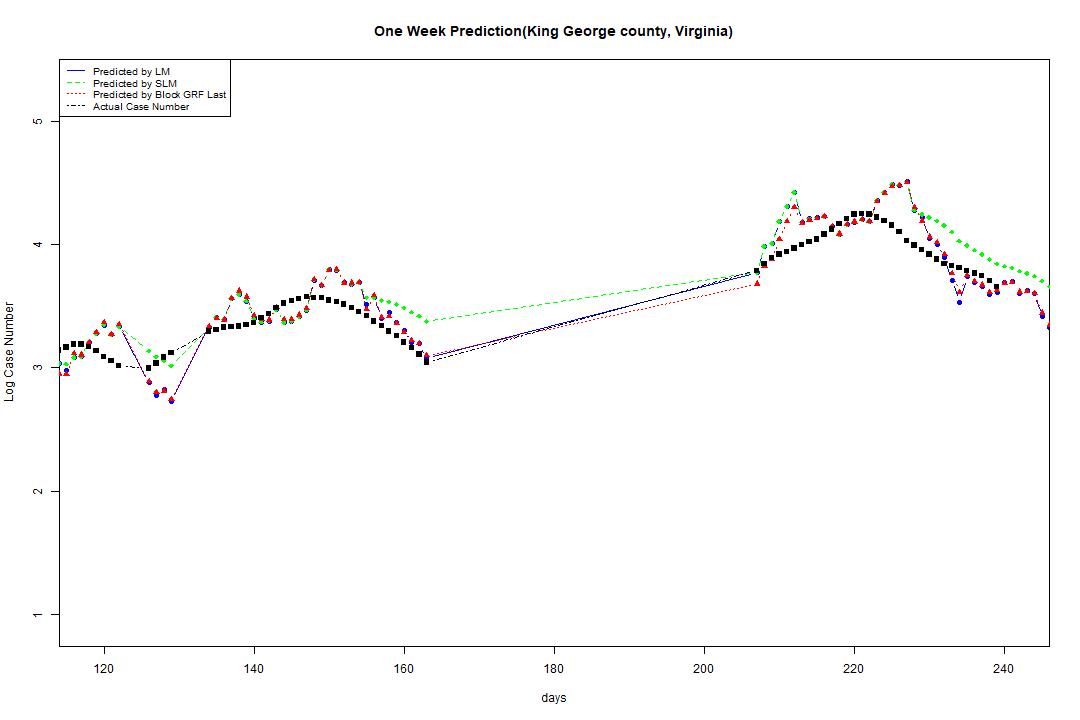 One Week Prediction(King George county, Virginia)
Predicted by LM
Predicted by SLM
Predicted by Block GRF Last
Actual Case Number
5
4
3
2
1
Log Case Number
120 140 160 180 200 220 240
days